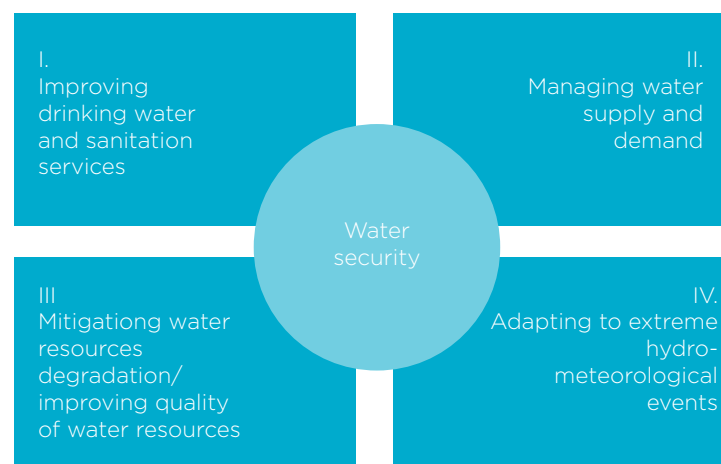 I.
Improving
drinking water
and sanitation
services
II.
Managing water
supply and
demand
Water
security
III
Mitigationg water
resources
degradation/
improving quality
of water resources
IV.
Adapting to extreme
hydro-
meteorological
events